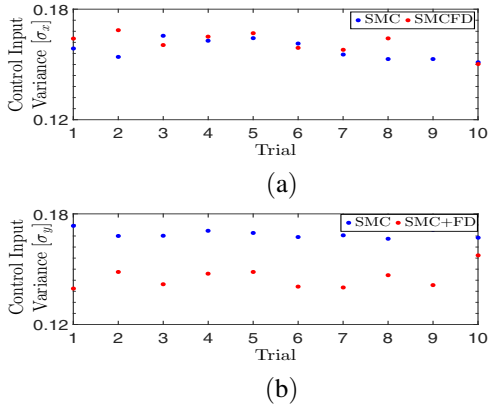 0.18
SMC SMCFD
Control Input
Variance [σx]
0.12
1 2 3 4 5 6 7 8 9 10
Trial
(a)
0.18
SMC SMC+FD
Control Input
Variance [σy]
0.12
1 2 3 4 5 6 7 8 9 10
Trial
(b)